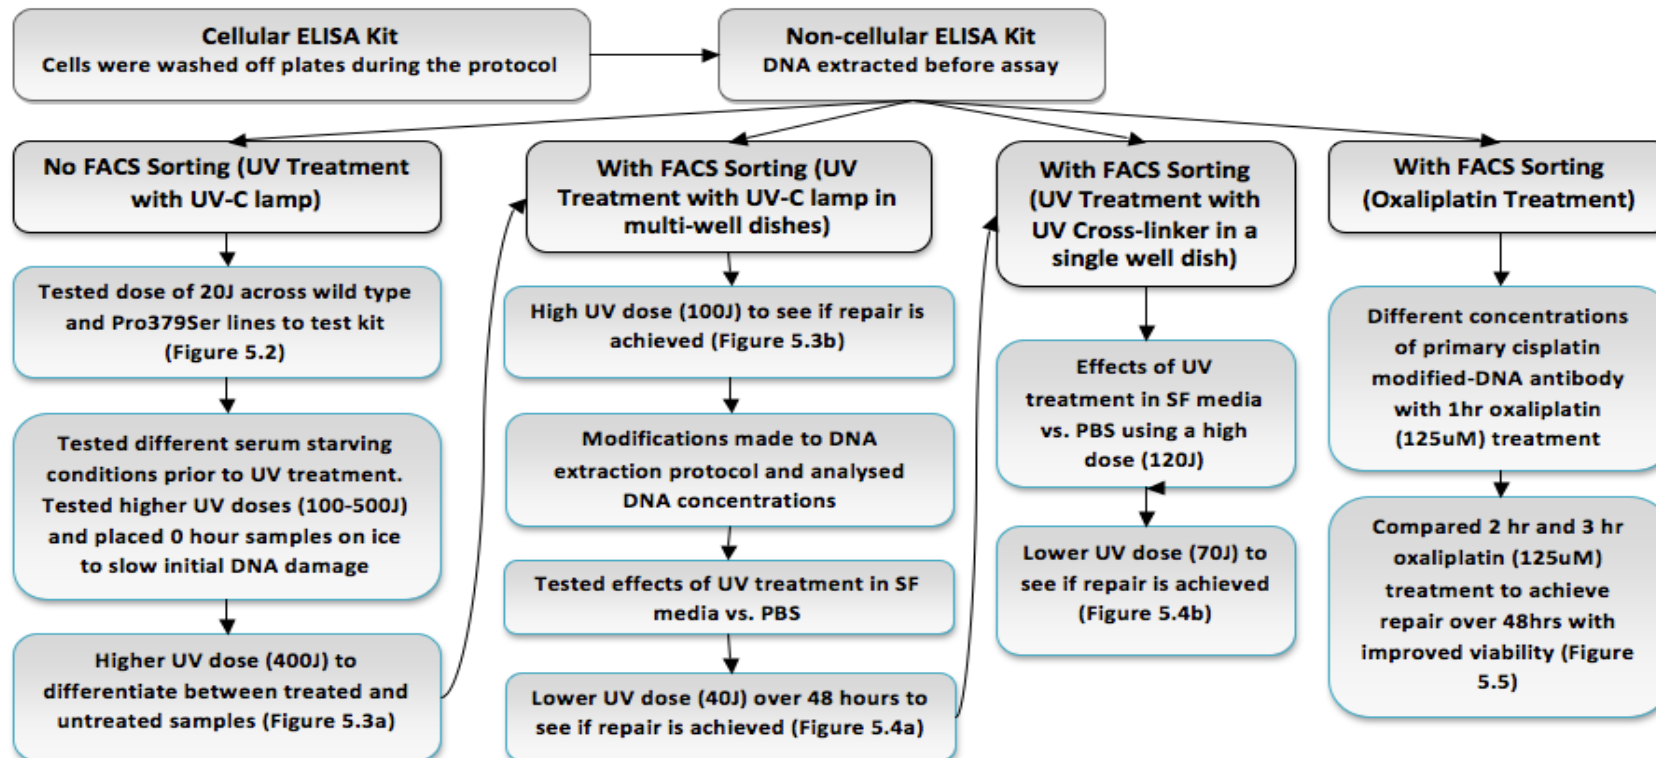 Cellular ELISA Kit
Cells were washed off plates during the protocol
Non-cellular ELISA Kit
DNA extracted before assay
No FACS Sorting (UV Treatment
with UV-C lamp)
Tested dose of 20J across wild type
and Pro379Ser lines to test kit
(Figure 5.2)
Tested different serum starving
conditions prior to UV treatment.
Tested higher UV doses (100-500J)
and placed 0 hour samples on ice
to slow initial DNA damage
Higher UV dose (400J) to
differentiate between treated and
untreated samples (Figure 5.3a)
With FACS Sorting (UV
Treatment with UV-C lamp in
multi-well dishes)
High UV dose (100J) to see if repair is
achieved (Figure 5.3b)
Modifications made to DNA
extraction protocol and analysed
DNA concentrations
Tested effects of UV treatment in SF
media vs. PBS
Lower UV dose (40J) over 48 hours to
see if repair is achieved (Figure 5.4a)
With FACS Sorting
(UV Treatment with
UV Cross-linker in a
single well dish)
Effects of UV
treatment in SF media
vs. PBS using a high
dose (120J)
Lower UV dose (70J) to
see if repair is achieved
(Figure 5.4b)
With FACS Sorting
(Oxaliplatin Treatment)
Different concentrations
of primary cisplatin
modified-DNA antibody
with 1hr oxaliplatin
(125uM) treatment
Compared 2 hr and 3 hr
oxaliplatin (125uM)
treatment to achieve
repair over 48hrs with
improved viability (Figure
5.5)